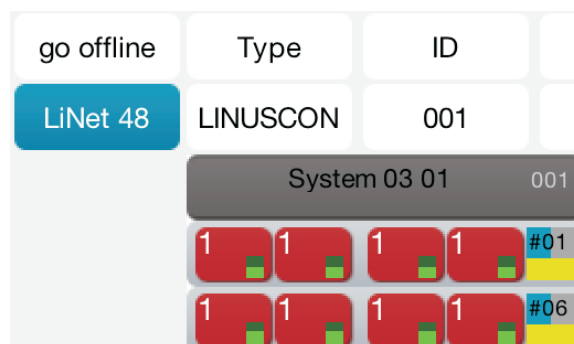 go offline Type ID
LiNet 48 LINUSCON 001
System 03 01 001
1 1 1 1 #01
1 1 1 1 #06